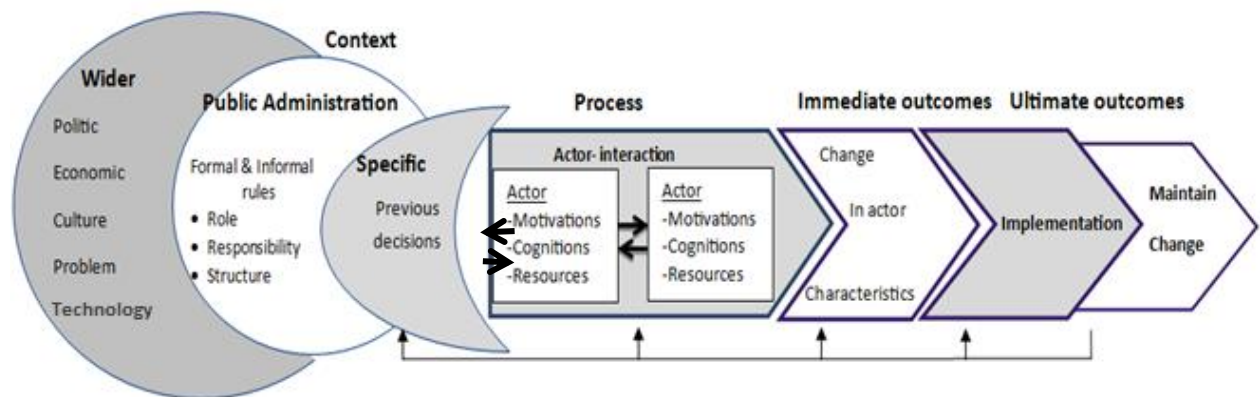 Context
Wider
Politic
Economic
Culture
Problem
Technology
Public Administration
Formal & Informal
rules
• Role
• Responsibility
• Structure
Specific
Previous
decisions
Process
Actor- interaction
Actor
-Motivations
-Cognitions
-Resources
Actor
-Motivations
-Cognitions
-Resources
Immediate outcomes
Change
In actor
Characteristics
Ultimate outcomes
Implementation
Maintain
Change